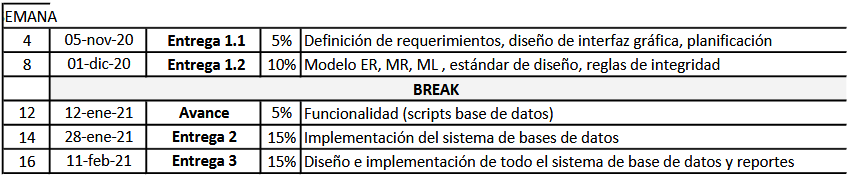 EMANA
4 05-nov-20 Entrega 1.1 5% Definición de requerimientos, diseño de interfaz gráfica, planificación
8 01-dic-20 Entrega 1.2 10% Modelo ER, MR, ML , estándar de diseño, reglas de integridad
BREAK
12 12-ene-21 Avance 5% Funcionalidad (scripts base de datos)
14 28-ene-21 Entrega 2 15% Implementación del sistema de bases de datos
16 11-feb-21 Entrega 3 15% Diseño e implementación de todo el sistema de base de datos y reportes